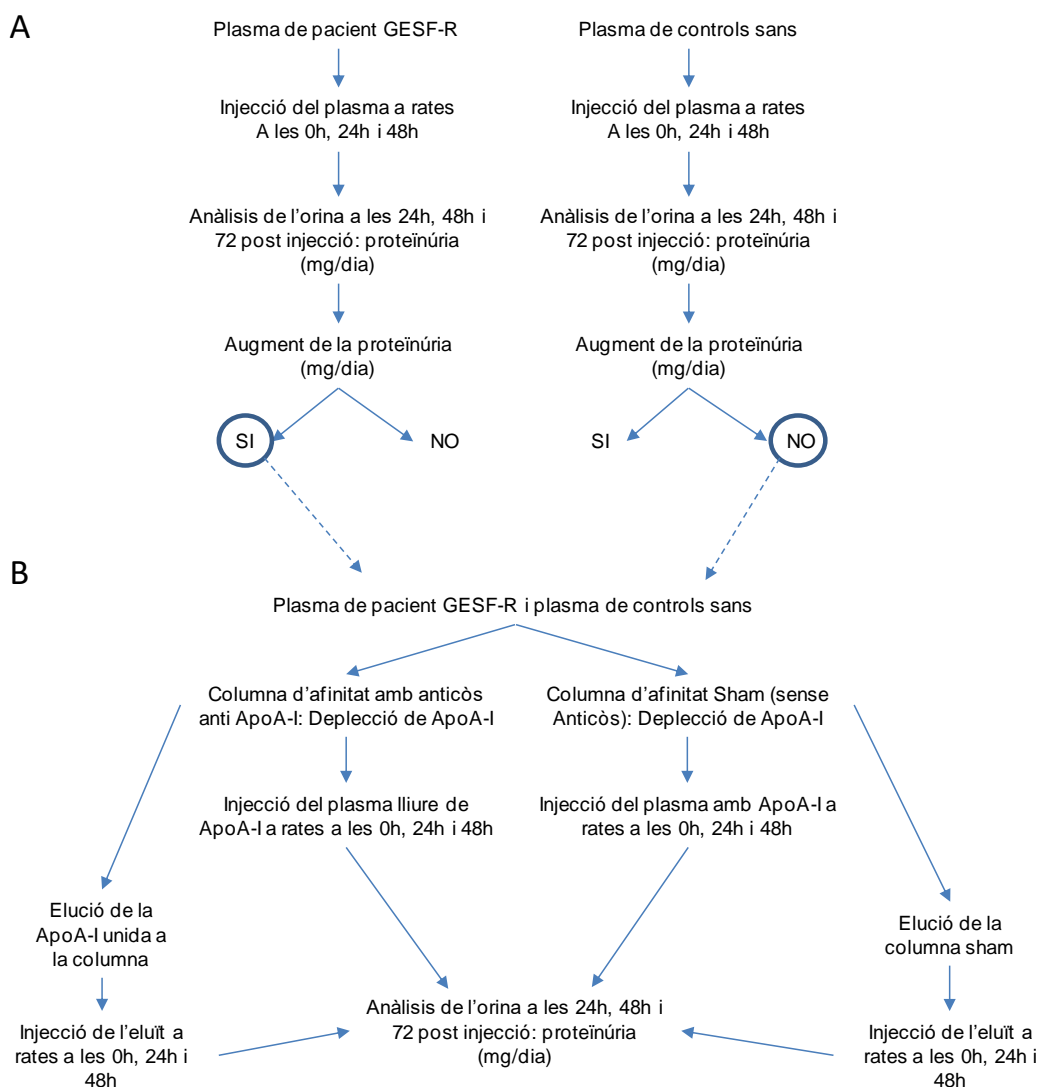 A
Plasma de pacient GESF-R
Plasma de controls sans
Injecció del plasma a rates
A les 0h, 24h i 48h
Injecció del plasma a rates
A les 0h, 24h i 48h
Anàlisis de l'orina a les 24h, 48h i
72 post injecció: proteïnúria
(mg/dia)
Anàlisis de l'orina a les 24h, 48h i
72 post injecció: proteïnúria
(mg/dia)
Augment de la proteïnúria
(mg/dia)
Augment de la proteïnúria
(mg/dia)
SI
NO
SI
NO
B
Plasma de pacient GESF-R i plasma de controls sans
Columna d'afinitat amb anticòs
anti ApoA-I: Deplecció de ApoA-I
Columna d'afinitat Sham (sense
Anticòs): Deplecció de ApoA-I
Injecció del plasma lliure de
ApoA-I a rates a les 0h, 24h i 48h
Injecció del plasma amb ApoA-I a
rates a les 0h, 24h i 48h
Elució de la
ApoA-I unida a
la columna
Elució de la
columna sham
Anàlisis de l'orina a les 24h, 48h i
72 post injecció: proteïnúria
(mg/dia)
Injecció de l'eluït a
rates a les 0h, 24h i
48h
Injecció de l'eluït a
rates a les 0h, 24h i
48h